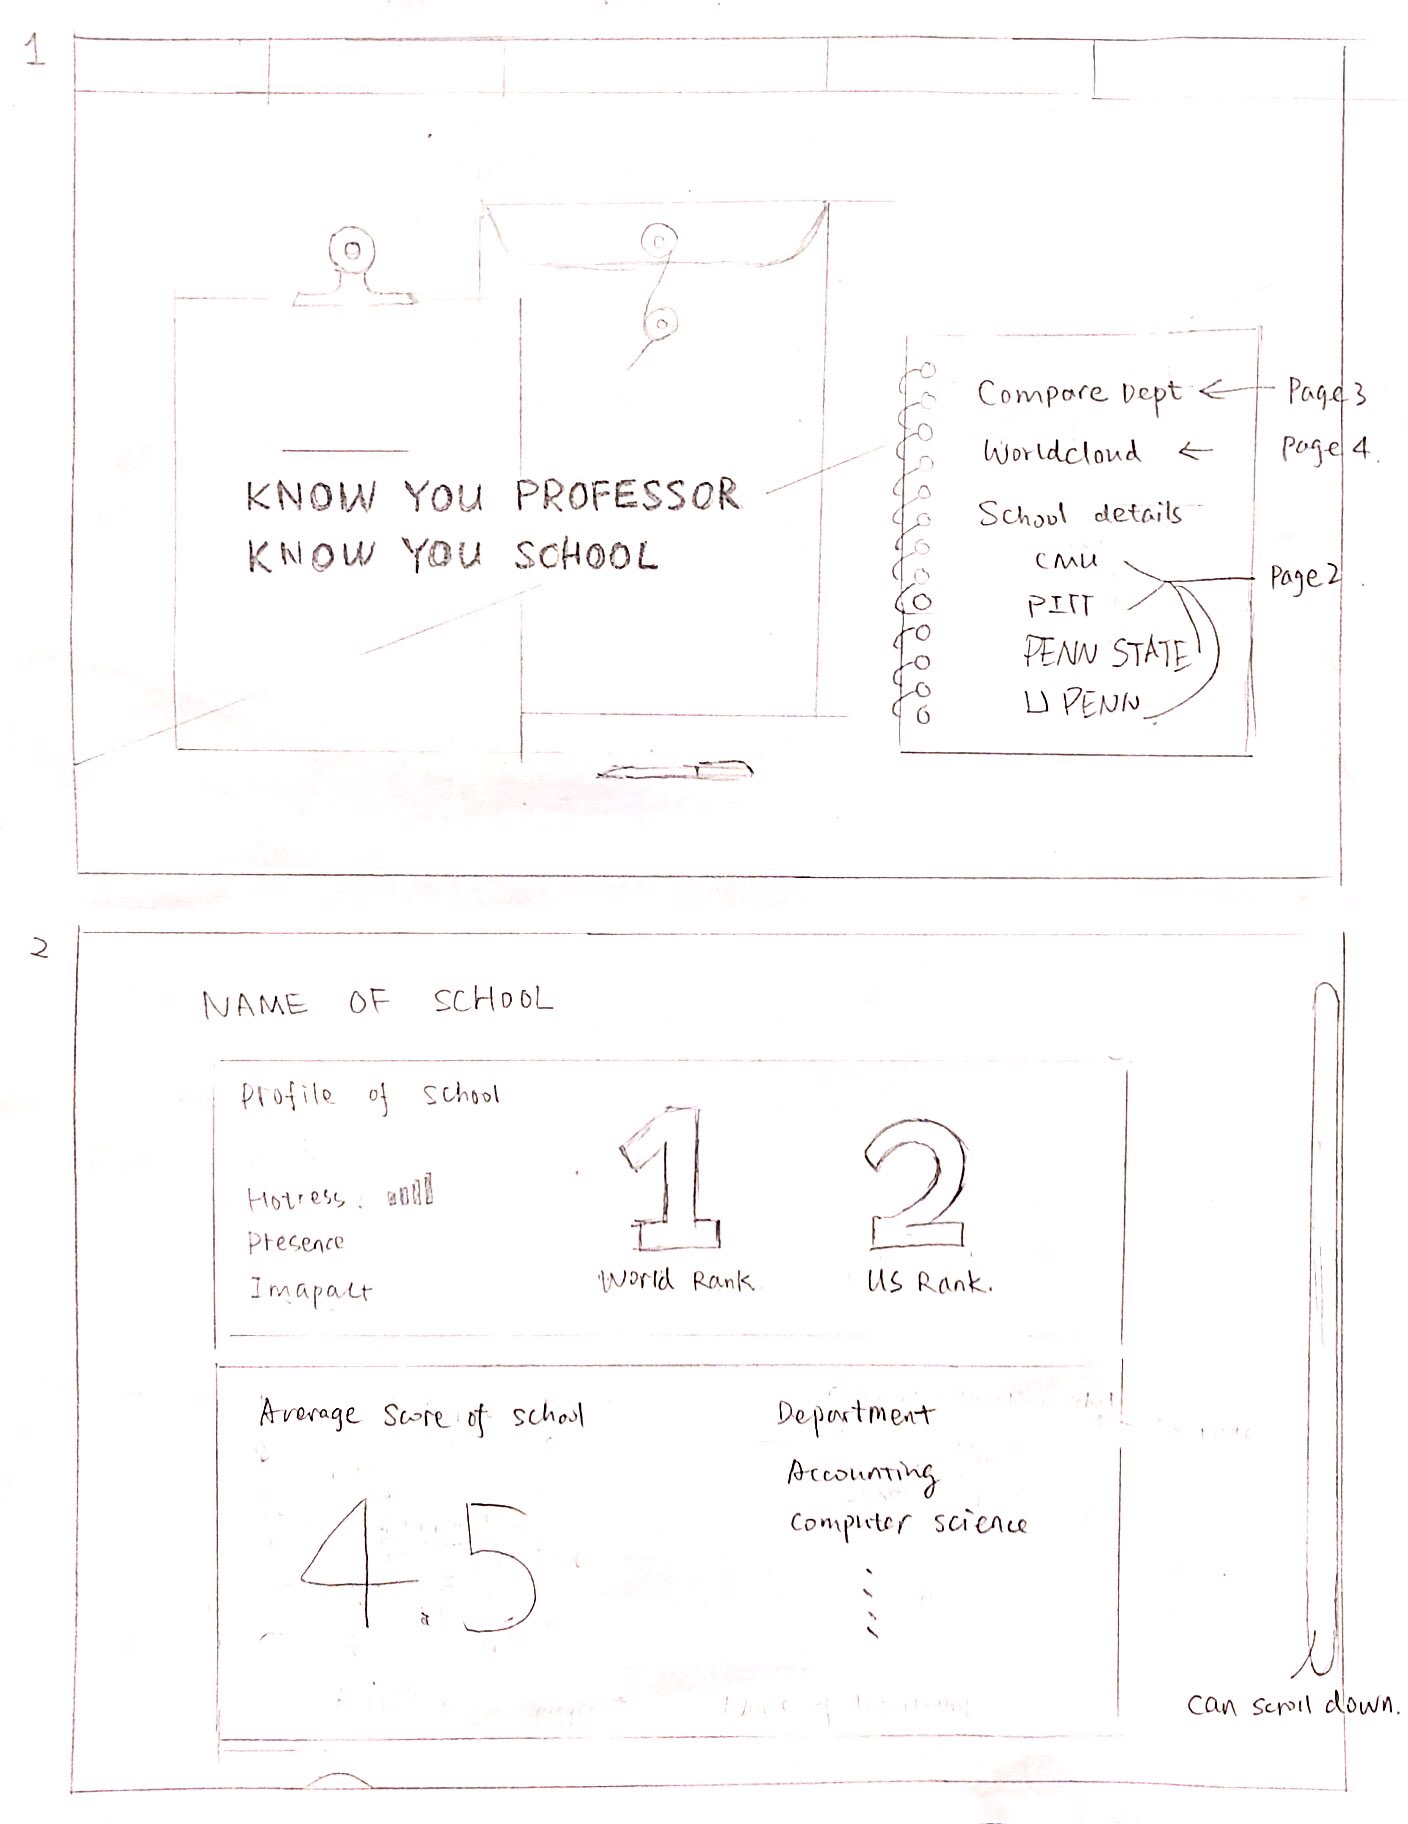 1
KNOW YOU PROFESSOR
KNOW YOU SCHOOL
Compare Dept ← Page 3
Worldcloud ← Page 4.
School details
CMU
PITT
Page 2
PENN STATE
U PENN
2
NAME OF SCHOOL
Profile of school
Hotress.
Presence
Imapact
1
World Rank
2
US Rank.
Average Score of school
4.5
Department
Accounting
Computer science
can scroll down.